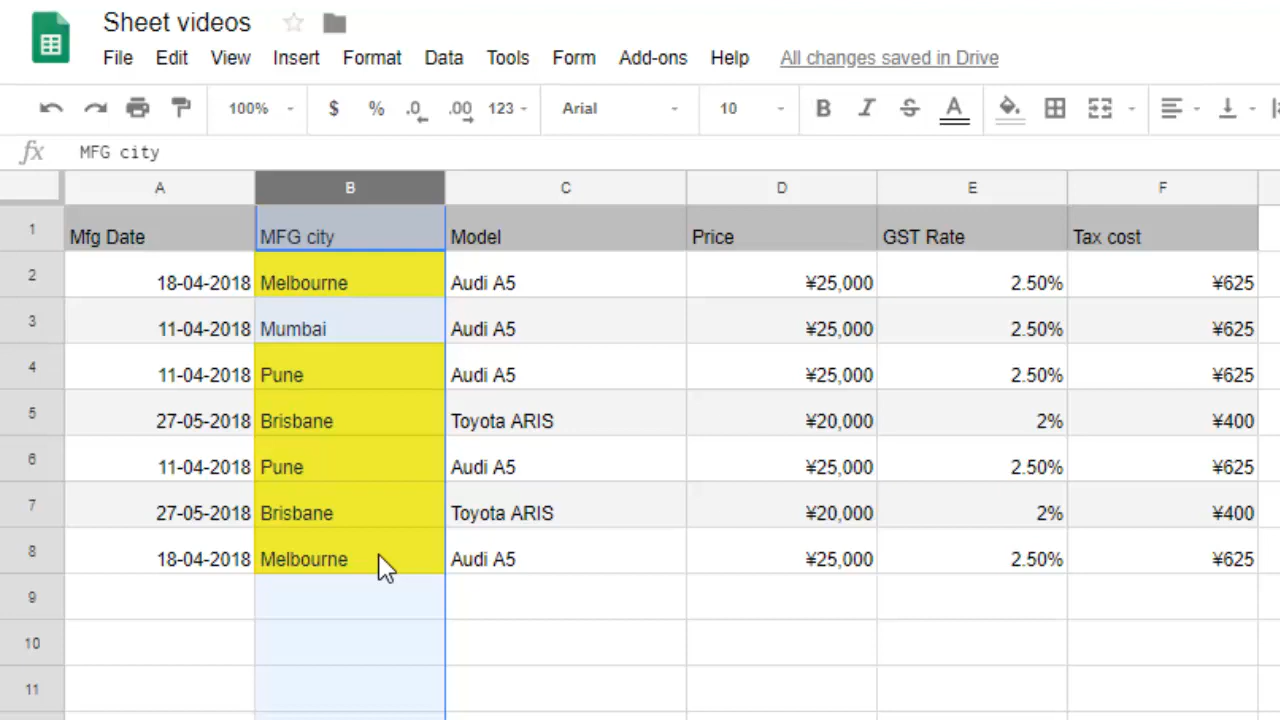 Sheet videos
File Edit View Insert Format Data Tools Form Add-ons Help All changes saved in Drive
100% $ % .0 .00 123 Arial 10 B I S A
fx MFG city
A B C D E F
1 Mfg Date MFG city Model Price GST Rate Tax cost
2 18-04-2018 Melbourne Audi A5 ¥25,000 2.50% ¥625
3 11-04-2018 Mumbai Audi A5 ¥25,000 2.50% ¥625
4 11-04-2018 Pune Audi A5 ¥25,000 2.50% ¥625
5 27-05-2018 Brisbane Toyota ARIS ¥20,000 2% ¥400
6 11-04-2018 Pune Audi A5 ¥25,000 2.50% ¥625
7 27-05-2018 Brisbane Toyota ARIS ¥20,000 2% ¥400
8 18-04-2018 Melbourne Audi A5 ¥25,000 2.50% ¥625
9
10
11